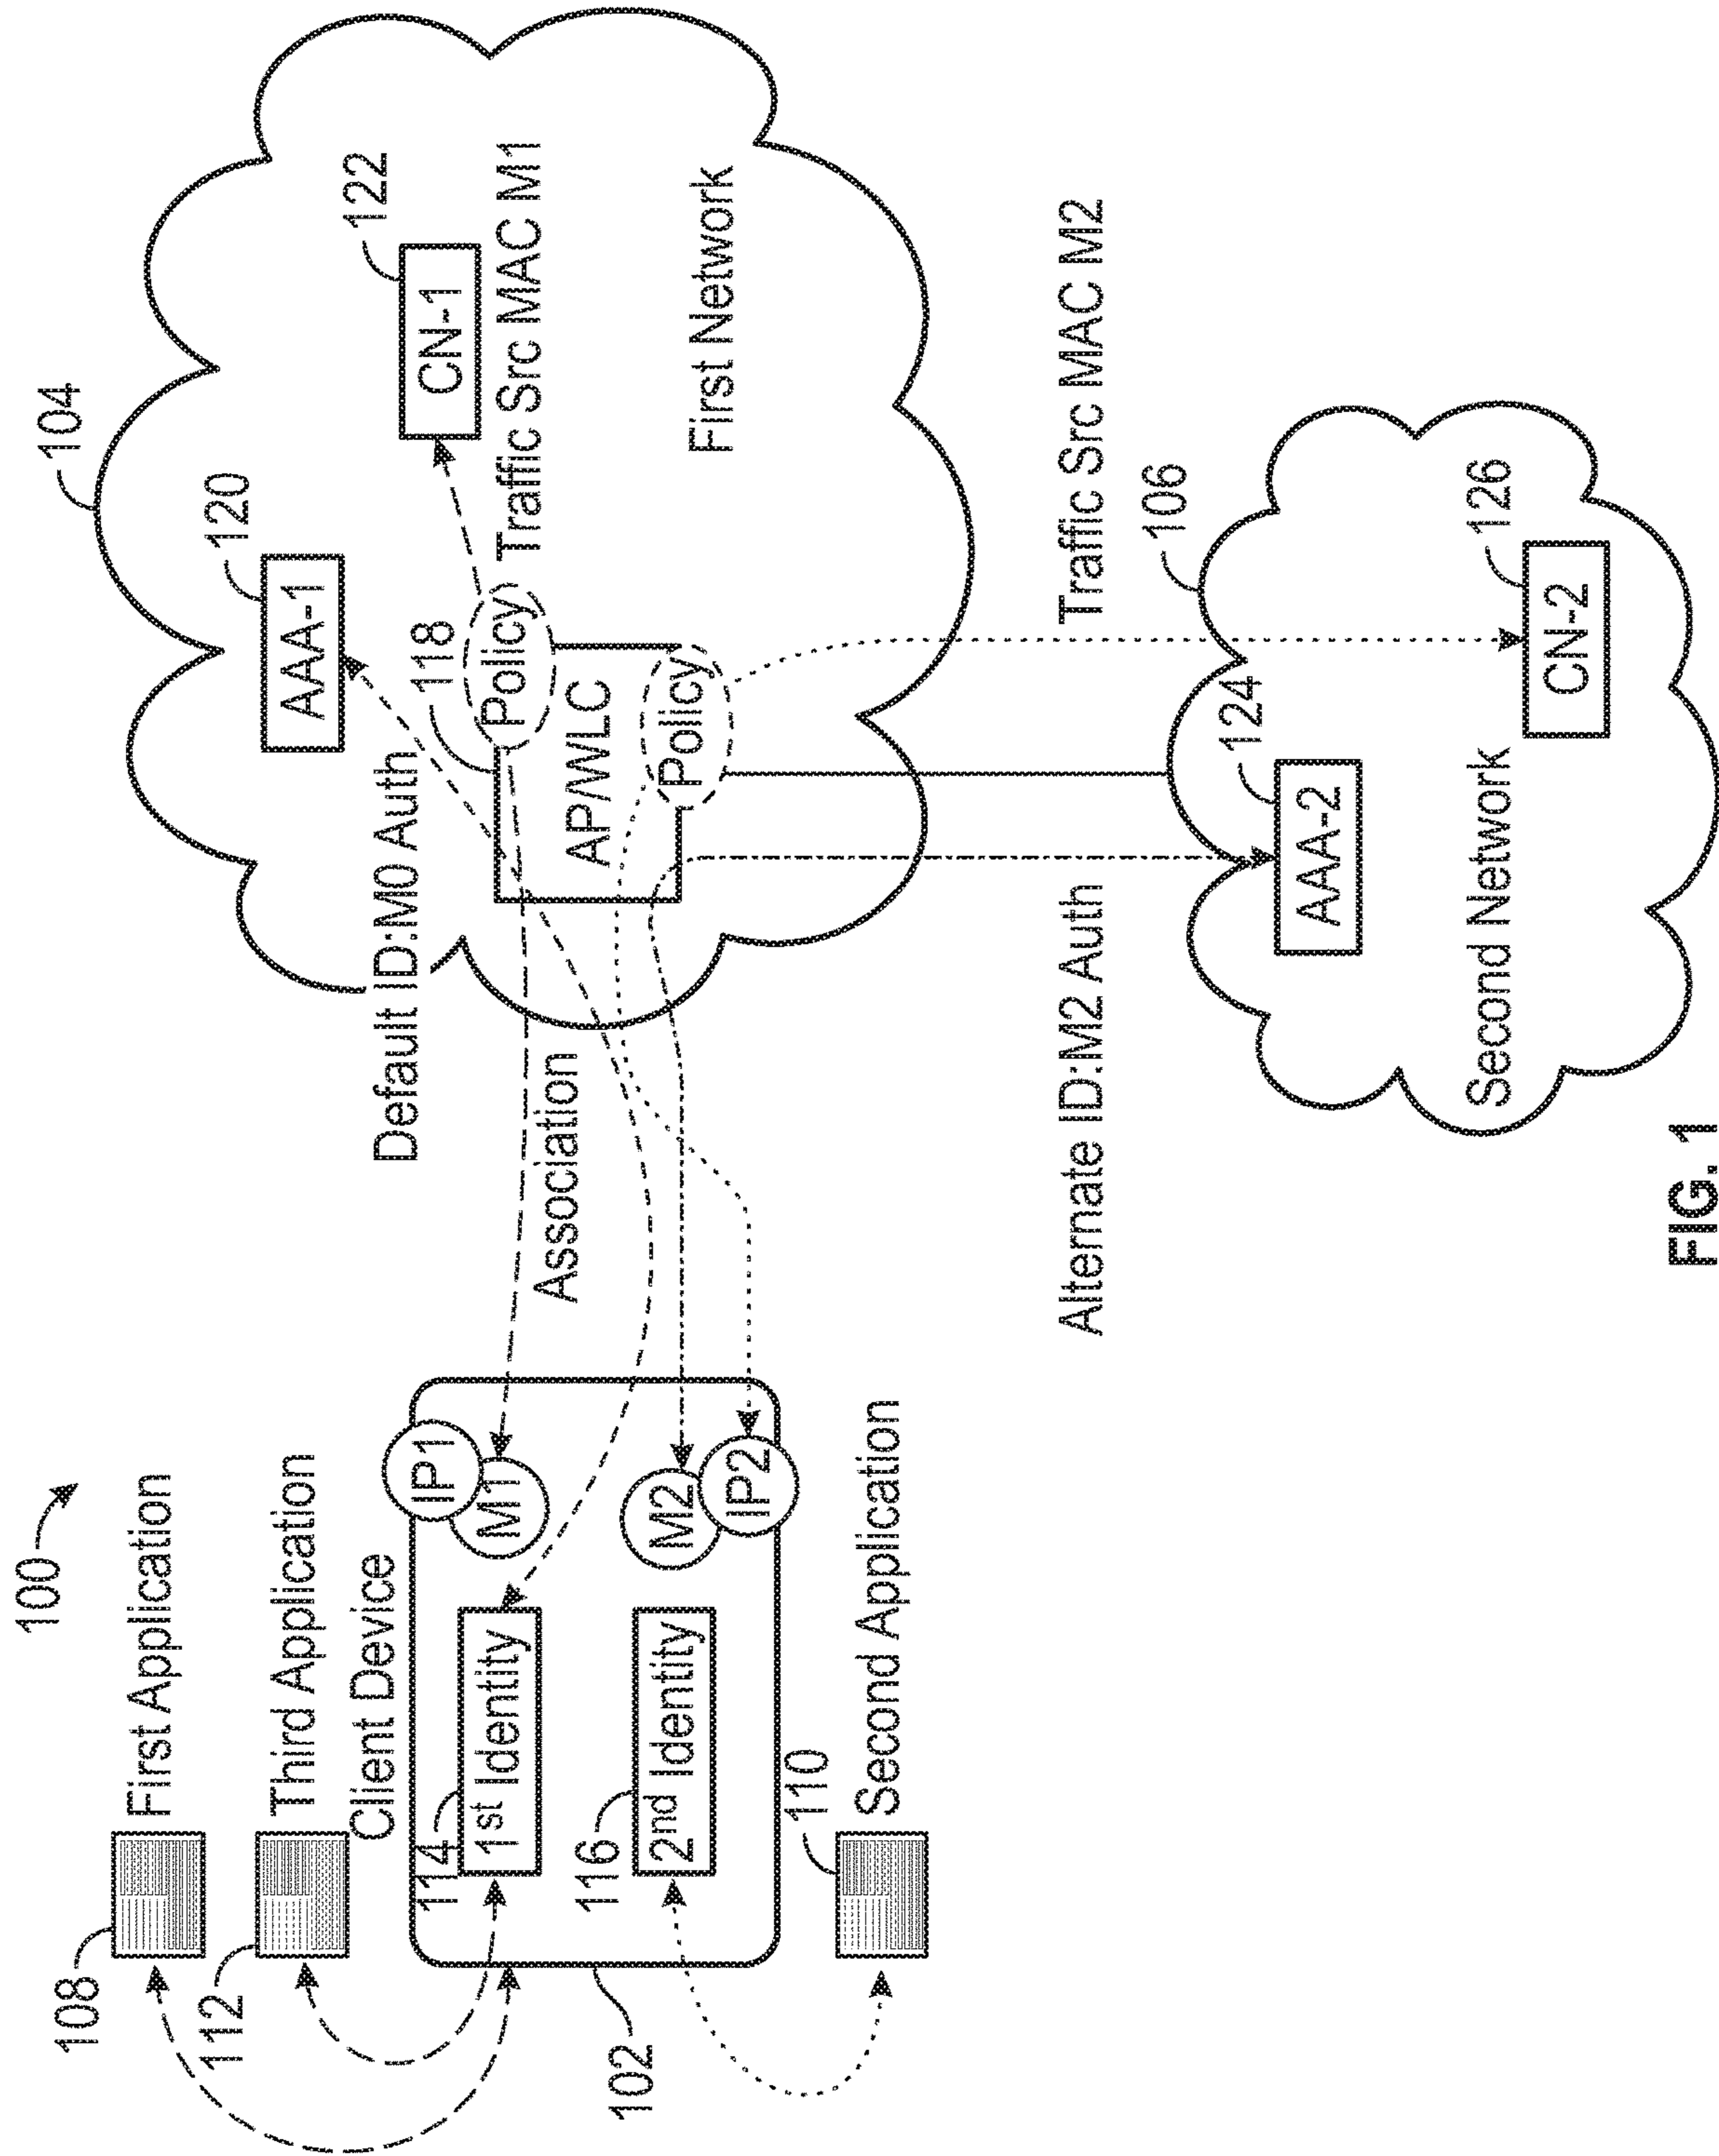 100
108
First Application
112
Third Application
Client Device
114
1st Identity
IP1
M1
116
2nd Identity
M2
IP2
102
110
Second Application
104
120
AAA-1
122
CN-1
Default ID:M0 Auth
118
Policy
Traffic Src MAC M1
AP/WLC
Policy
First Network
Association
Alternate ID:M2 Auth
Traffic Src MAC M2
106
124
AAA-2
126
CN-2
Second Network
FIG. 1